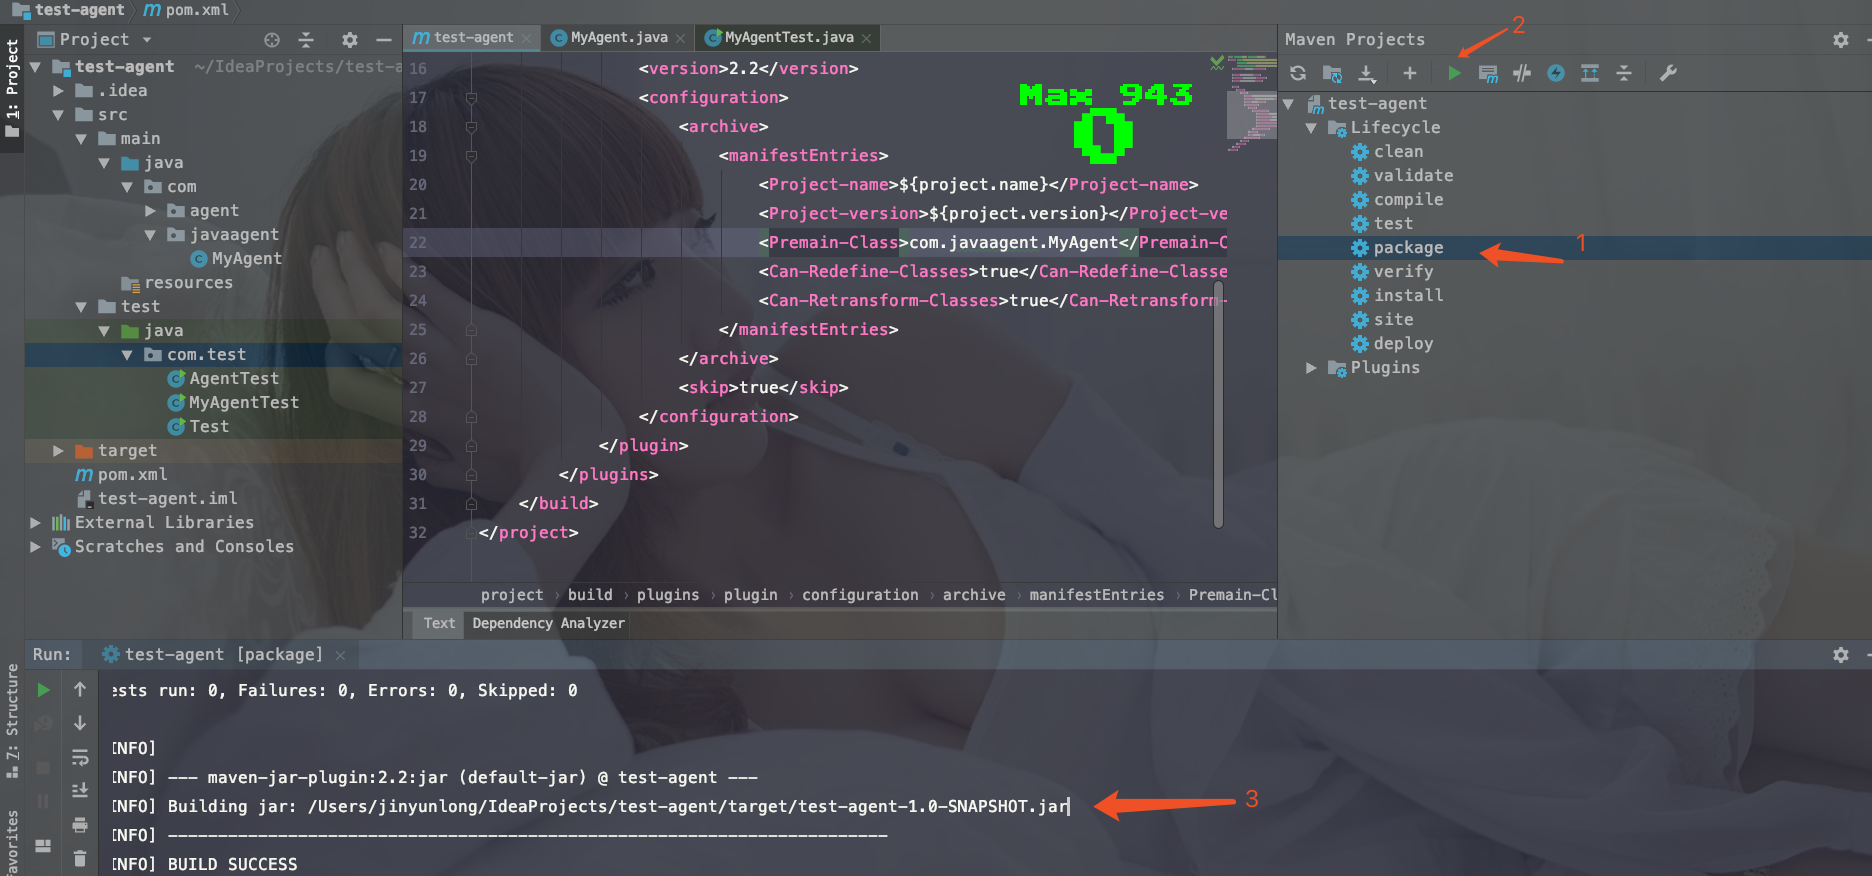 test-agent pom.xml
1: Project
Project
test-agent ~/IdeaProjects/test-a
.idea
src
main
java
com
agent
javaagent
MyAgent
resources
test
java
com.test
AgentTest
MyAgentTest
Test
target
pom.xml
test-agent.iml
External Libraries
Scratches and Consoles
test-agent MyAgent.java MyAgentTest.java
16 <version>2.2</version>
17 <configuration>
18 <archive>
19 <manifestEntries>
20 <Project-name>${project.name}</Project-name>
21 <Project-version>${project.version}</Project-ve
22 <Premain-Class>com.javaagent.MyAgent</Premain-C
23 <Can-Redefine-Classes>true</Can-Redefine-Classe
24 <Can-Retransform-Classes>true</Can-Retransform-
25 </manifestEntries>
26 </archive>
27 <skip>true</skip>
28 </configuration>
29 </plugin>
30 </plugins>
31 </build>
32 </project>
Max 943
0
project › build › plugins › plugin › configuration › archive › manifestEntries › Premain-Cl
Text Dependency Analyzer
Maven Projects
2
test-agent
Lifecycle
clean
validate
compile
test
package
1
verify
install
site
deploy
Plugins
Run: test-agent [package]
7: Structure
avorites
ests run: 0, Failures: 0, Errors: 0, Skipped: 0
INFO]
INFO] --- maven-jar-plugin:2.2:jar (default-jar) @ test-agent ---
INFO] Building jar: /Users/jinyunlong/IdeaProjects/test-agent/target/test-agent-1.0-SNAPSHOT.jar
3
INFO] ------------------------------------------------------------------------
INFO] BUILD SUCCESS